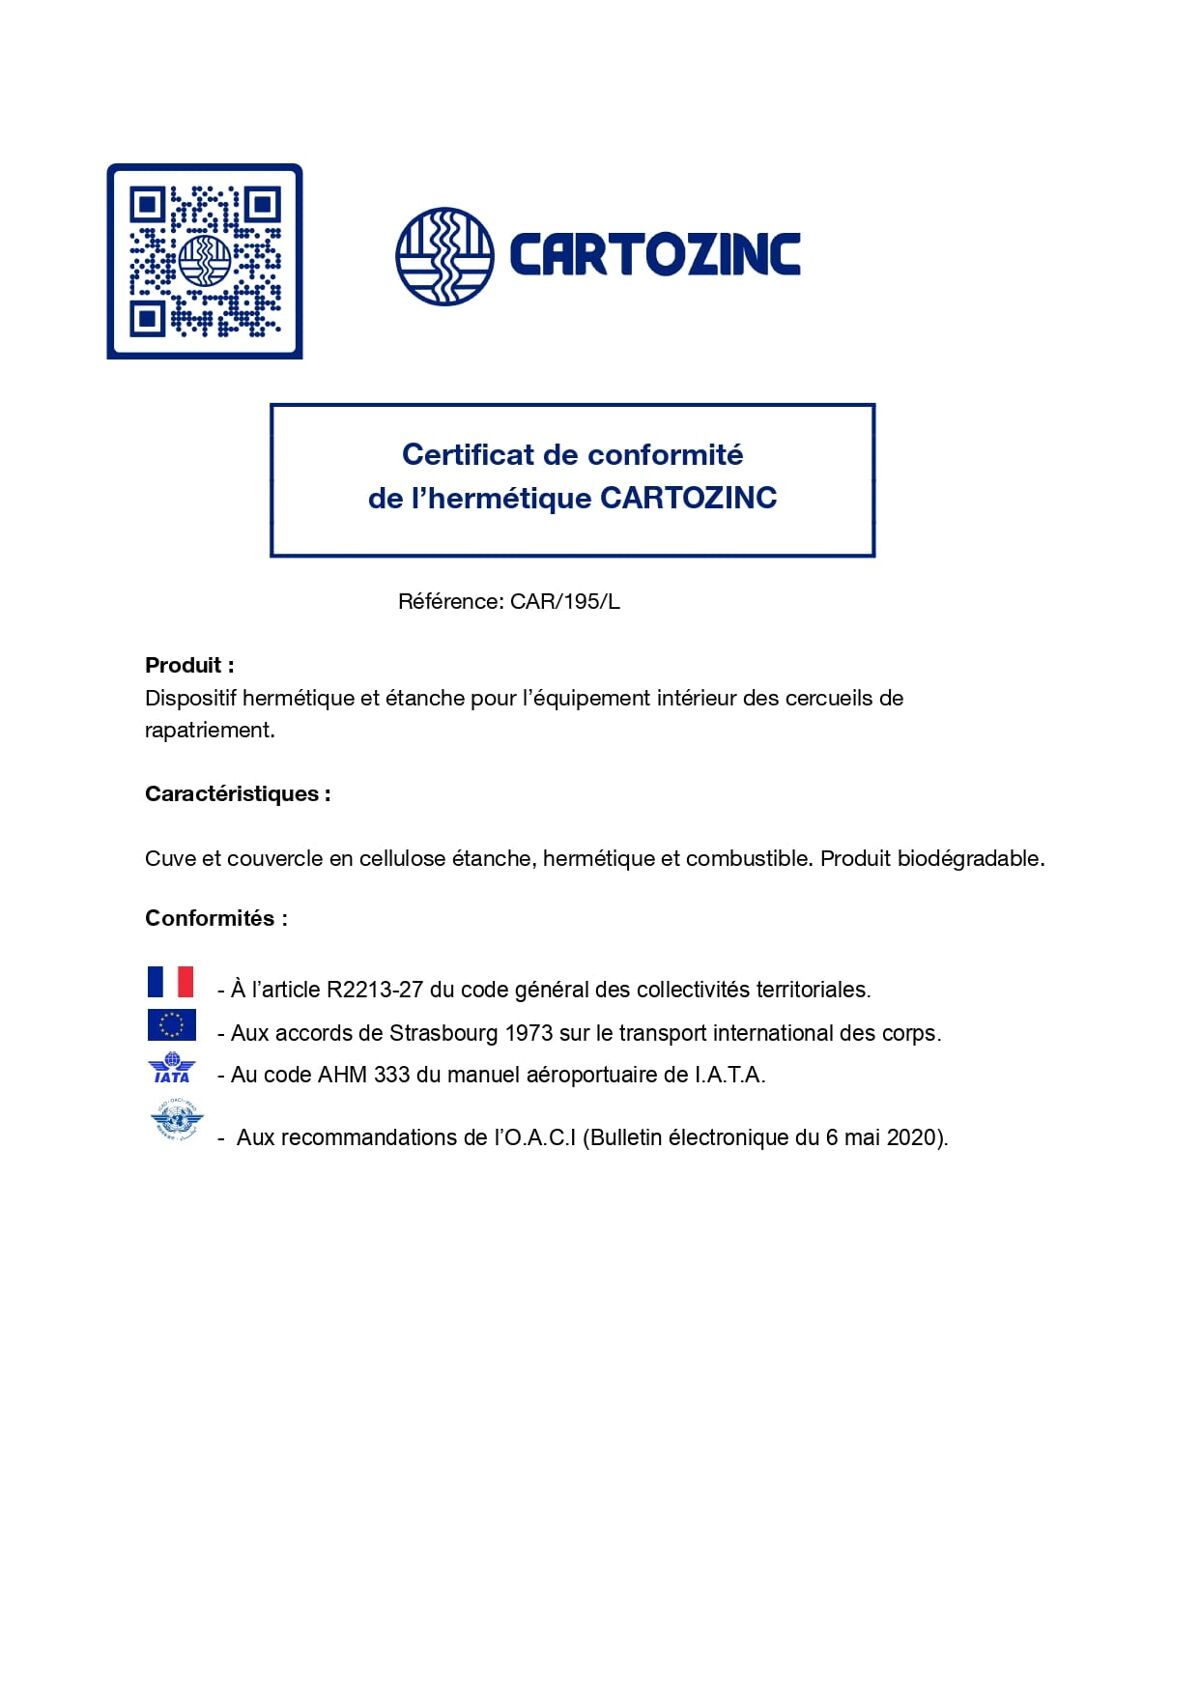 CARTOZINC
Certificat de conformité
de l’hermétique CARTOZINC
Référence: CAR/195/L
Produit :
Dispositif hermétique et étanche pour l’équipement intérieur des cercueils de
rapatriement.
Caractéristiques :
Cuve et couvercle en cellulose étanche, hermétique et combustible. Produit biodégradable.
Conformités :
- À l’article R2213-27 du code général des collectivités territoriales.
- Aux accords de Strasbourg 1973 sur le transport international des corps.
IATA
- Au code AHM 333 du manuel aéroportuaire de I.A.T.A.
- Aux recommandations de l’O.A.C.I (Bulletin électronique du 6 mai 2020).